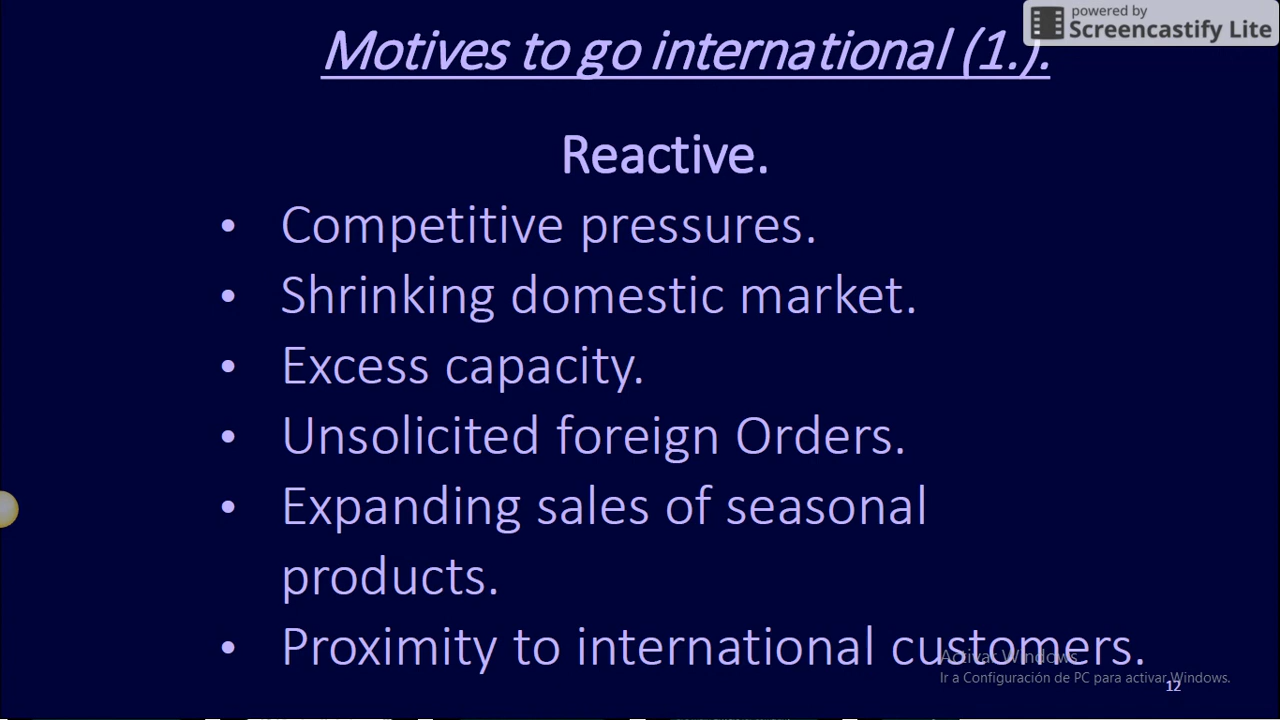 powered by
Screencastify Lite
Motives to go international (1.).
Reactive.
• Competitive pressures.
• Shrinking domestic market.
• Excess capacity.
• Unsolicited foreign Orders.
• Expanding sales of seasonal
products.
• Proximity to international customers.
Activar Windows
Ir a Configuración de PC para activar Windows.
12